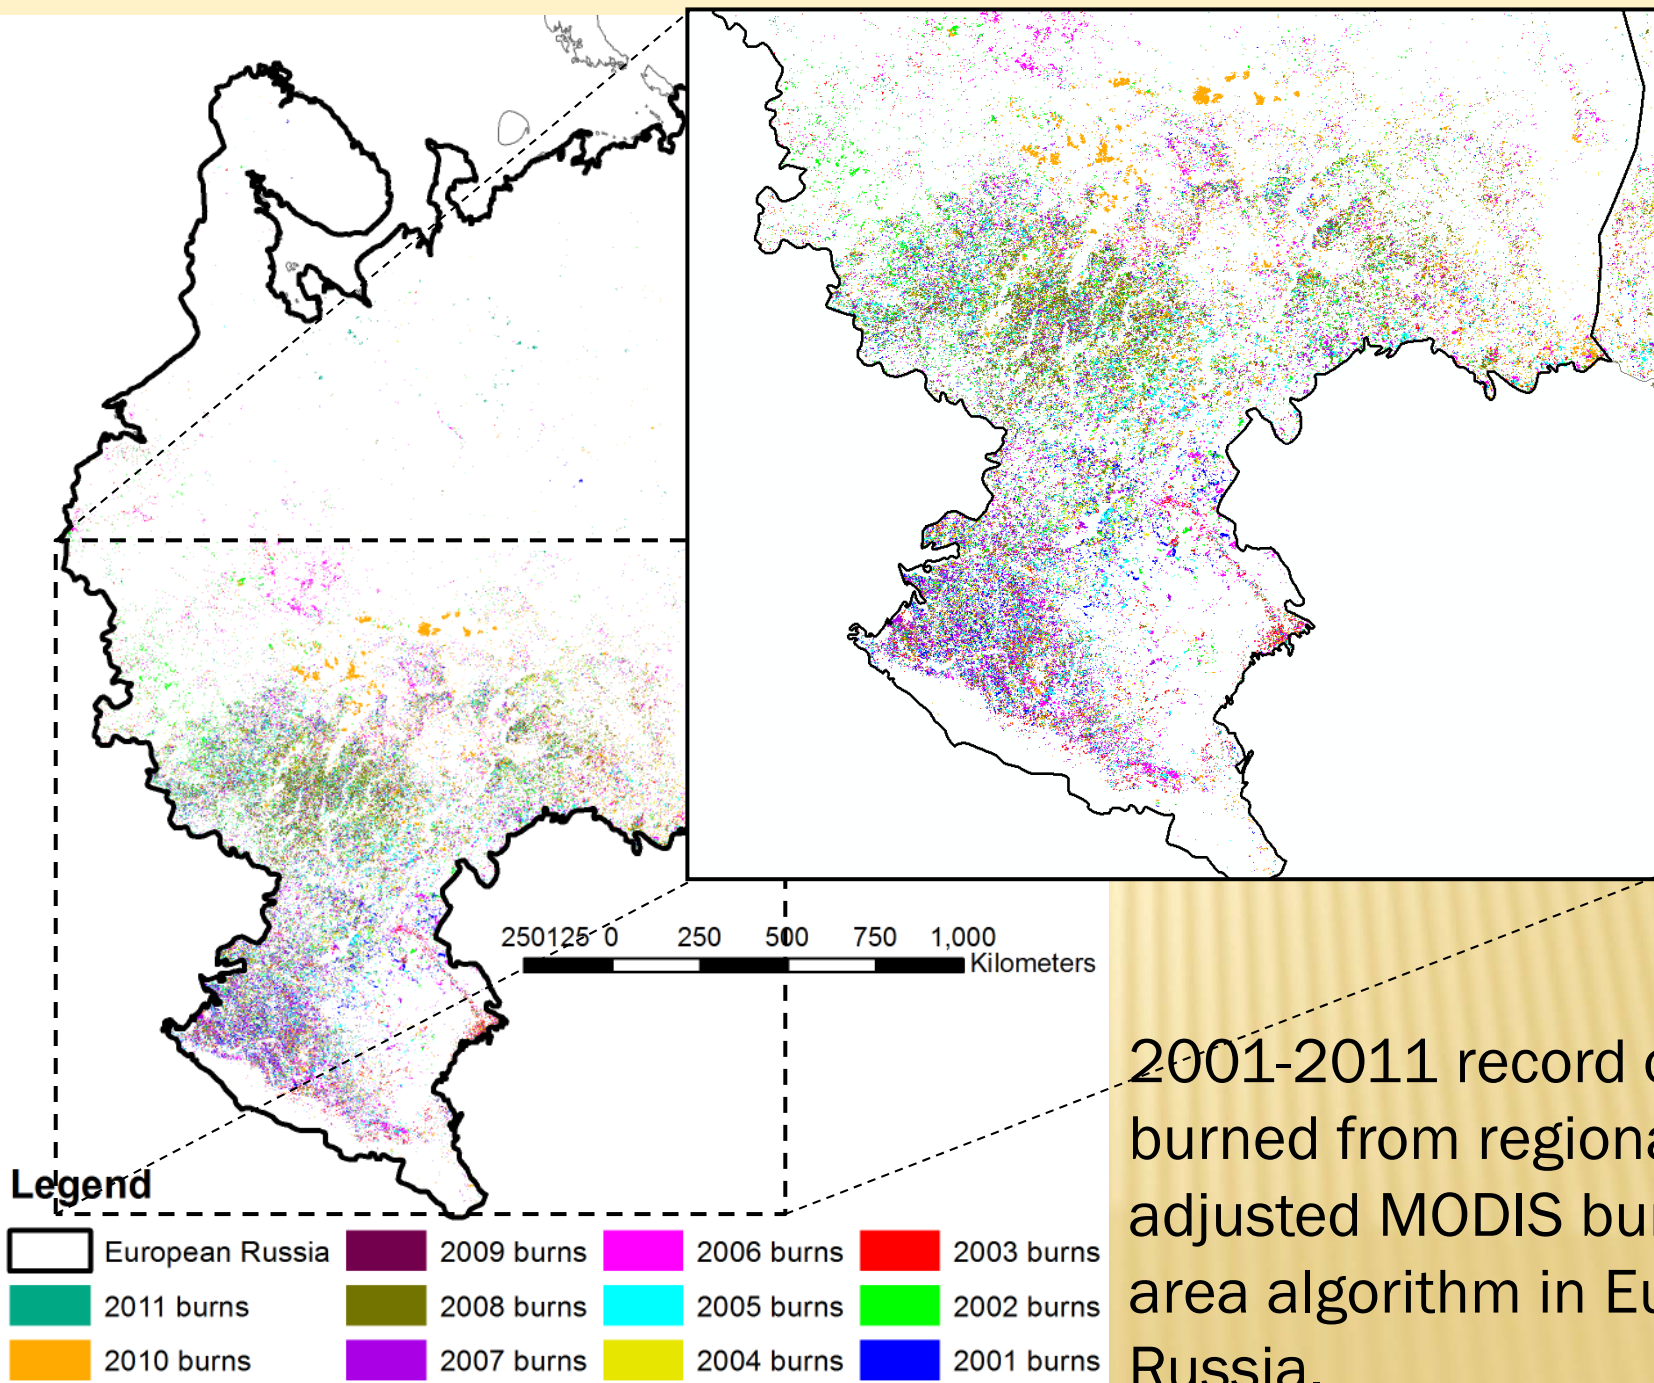 250125 0 250 500 750 1,000
Kilometers
Legend
European Russia
2011 burns
2010 burns
2009 burns
2008 burns
2007 burns
2006 burns
2005 burns
2004 burns
2003 burns
2002 burns
2001 burns
2001-2011 record
burned from
adjusted MODIS
area algorithm in
Russia.